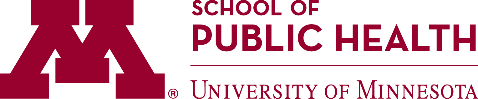 SCHOOL OF
PUBLIC HEALTH
M®
UNIVERSITY OF MINNESOTA